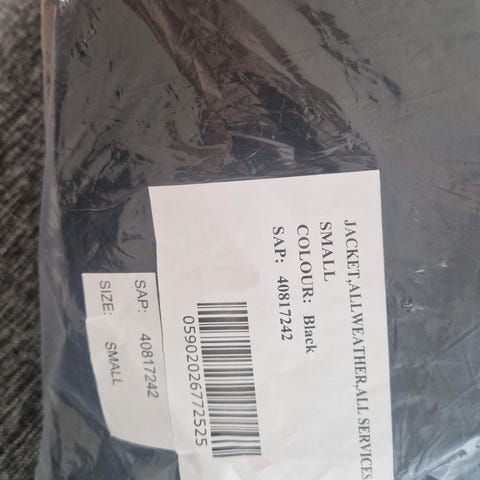 JACKET,ALLWEATHER,ALL SERVICES
SMALL
COLOUR: Black
SAP: 40817242
05902026772525
SAP: 40817242
SIZE: SMALL